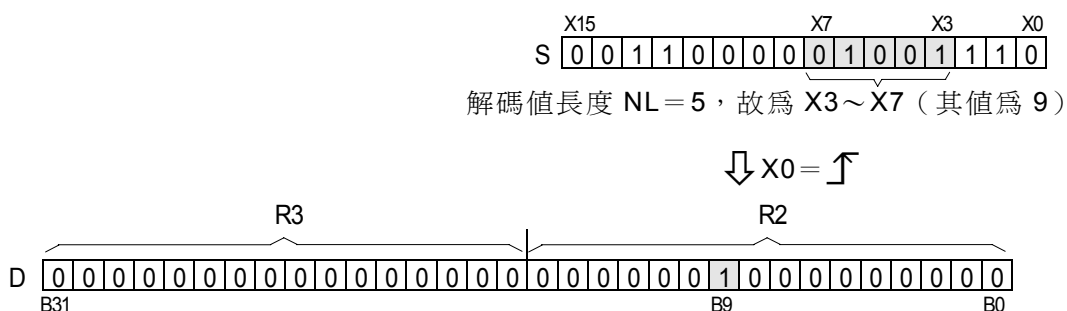 X15 X7 X3 X0
S 0 0 1 1 0 0 0 0 0 1 0 0 1 1 1 0
解碼值長度 NL＝5，故為 X3～X7（其值為 9）
X0＝
R3 R2
D 0 0 0 0 0 0 0 0 0 0 0 0 0 0 0 0 0 0 0 0 0 0 1 0 0 0 0 0 0 0 0 0
B31 B9 B0